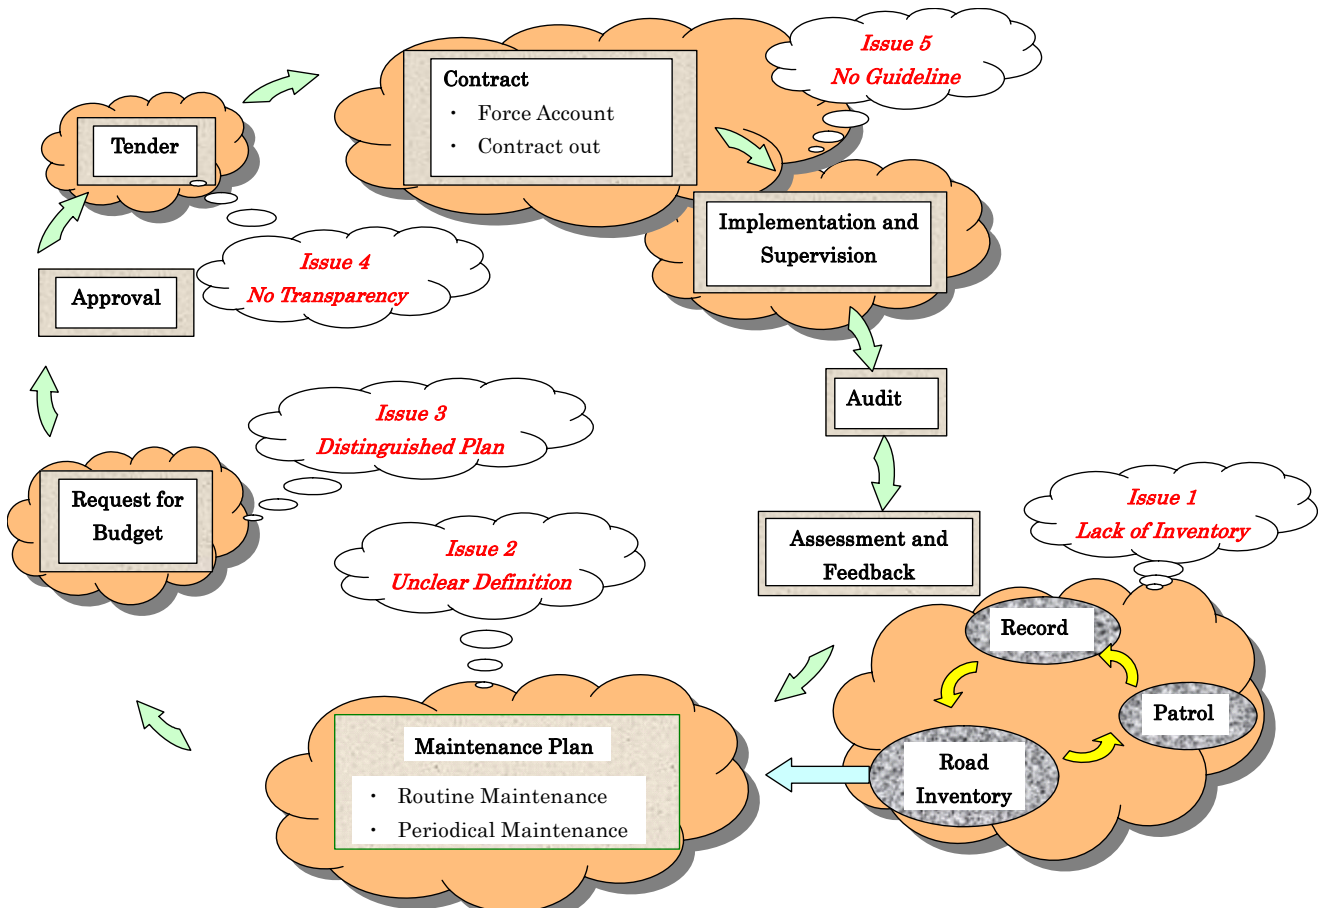 Issue 5
No Guideline
Contract
・ Force Account
・ Contract out
Tender
Implementation and
Supervision
Issue 4
No Transparency
Approval
Audit
Issue 3
Distinguished Plan
Request for
Budget
Issue 1
Lack of Inventory
Assessment and
Feedback
Issue 2
Unclear Definition
Record
Patrol
Maintenance Plan
・ Routine Maintenance
・ Periodical Maintenance
Road
Inventory